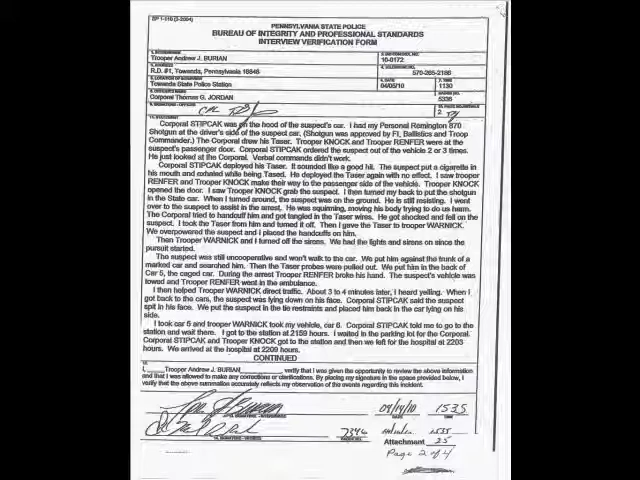 SP 1-316 (3-2004)
PENNSYLVANIA STATE POLICE
BUREAU OF INTEGRITY AND PROFESSIONAL STANDARDS
INTERVIEW VERIFICATION FORM
Trooper Andrew J. BURIAN
10-0172
R.D. #1, Towanda, Pennsylvania 18848
570-265-2186
Towanda State Police Station
04/05/10
1130
Corporal Thomas G. JORDAN
5336
2
Corporal STIPCAK was on the hood of the suspect's car. I had my Personal Remington 870
Shotgun at the driver's side of the suspect car, (Shotgun was approved by FI, Ballistics and Troop
Commander.) The Corporal drew his Taser. Trooper KNOCK and Trooper RENFER were at the
suspect's passenger door. Corporal STIPCAK ordered the suspect out of the vehicle 2 or 3 times.
He just looked at the Corporal. Verbal commands didn't work.
Corporal STIPCAK deployed his Taser. It sounded like a good hit. The suspect put a cigarette in
his mouth and exhaled while being Tased. He deployed the Taser again with no effect. I saw trooper
RENFER and Trooper KNOCK make their way to the passenger side of the vehicle. Trooper KNOCK
opened the door. I saw Trooper KNOCK grab the suspect. I then turned my back to put the shotgun
in the State car. When I turned around, the suspect was on the ground. He is still resisting. I went
over to the suspect to assist in the arrest. He was squirming, moving his body trying to do us harm.
The Corporal tried to handcuff him and got tangled in the Taser wires. He got shocked and fell on the
suspect. I took the Taser from him and turned it off. Then I gave the Taser to trooper WARNICK.
We overpowered the suspect and I placed the handcuffs on him.
Then Trooper WARNICK and I turned off the sirens. We had the lights and sirens on since the
pursuit started.
The suspect was still uncooperative and won't walk to the car. We put him against the trunk of a
marked car and searched him. Then the Taser probes were pulled out. We put him in the back of
Car 5, the caged car. During the arrest Trooper RENFER broke his hand. The suspect's vehicle was
towed and Trooper RENFER went in the ambulance.
I then helped Trooper WARNICK direct traffic. About 3 to 4 minutes later, I heard yelling. When I
got back to the cars, the suspect was lying down on his face. Corporal STIPCAK said the suspect
spit in his face. We put the suspect in the tie restraints and placed him back in the car lying on his
side.
I took car 5 and trooper WARNICK took my vehicle, car 6. Corporal STIPCAK told me to go to the
station and wait there. I got to the station at 2159 hours. I waited in the parking lot for the Corporal.
Corporal STIPCAK and Trooper KNOCK got to the station and then we left for the hospital at 2203
hours. We arrived at the hospital at 2209 hours.
CONTINUED
I, Trooper Andrew J. BURIAN verify that I was given the opportunity to review the above information
and that I was allowed to make any corrections or clarifications. By placing my signature in the space provided below, I
verify that the above summation accurately reflects my observation of the events regarding this incident.
04/14/10 1535
DATE TIME
7346 1535
Attachment 25
Page 2 of 4